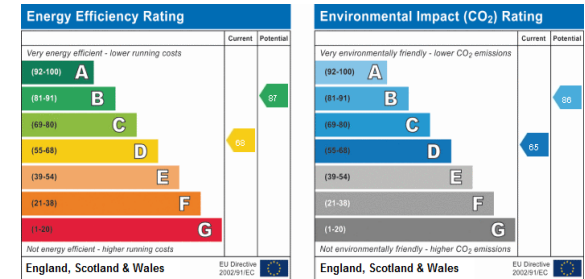 Energy Efficiency Rating
Current Potential
Very energy efficient - lower running costs
(92-100) A
(81-91) B
(69-80) C
(55-68) D
(39-54) E
(21-38) F
(1-20) G
87
68
Not energy efficient - higher running costs
England, Scotland & Wales
EU Directive
2002/91/EC
Environmental Impact (CO2) Rating
Current Potential
Very environmentally friendly - lower CO2 emissions
(92-100) A
(81-91) B
(69-80) C
(55-68) D
(39-54) E
(21-38) F
(1-20) G
86
65
Not environmentally friendly - higher CO2 emissions
England, Scotland & Wales
EU Directive
2002/91/EC